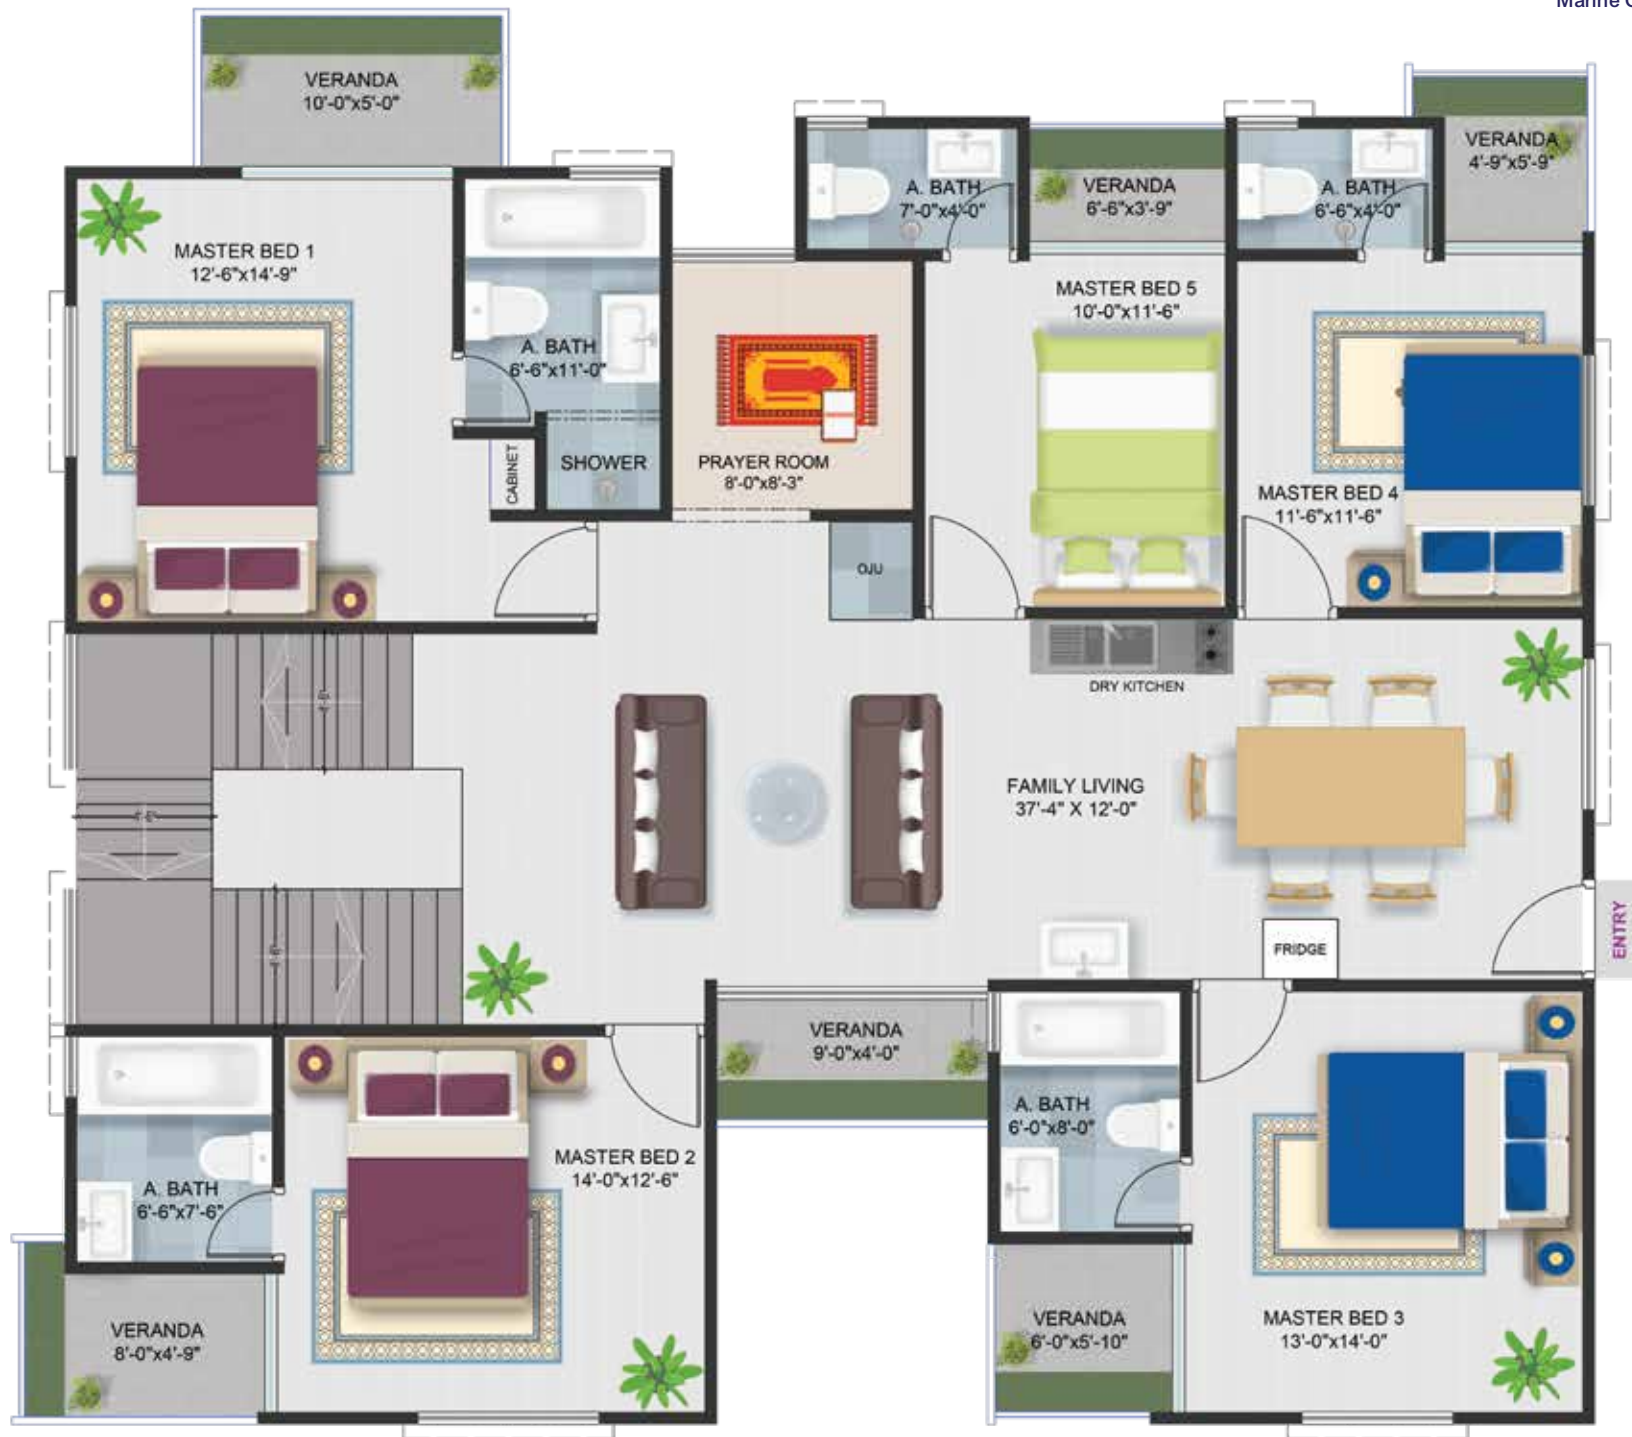 VERANDA
10'-0"x5'-0"
VERANDA
4'-9"x5'-9"
A. BATH
7'-0"x4'-0"
VERANDA
6'-6"x3'-9"
A. BATH
6'-6"x4'-0"
MASTER BED 1
12'-6"x14'-9"
MASTER BED 5
10'-0"x11'-6"
A. BATH
6'-6"x11'-0"
CABINET
SHOWER
PRAYER ROOM
8'-0"x8'-3"
MASTER BED 4
11'-6"x11'-6"
OJU
DRY KITCHEN
FAMILY LIVING
37'-4" X 12'-0"
ENTRY
FRIDGE
VERANDA
9'-0"x4'-0"
A. BATH
6'-0"x8'-0"
MASTER BED 2
14'-0"x12'-6"
A. BATH
6'-6"x7'-6"
VERANDA
8'-0"x4'-9"
VERANDA
6'-0"x5'-10"
MASTER BED 3
13'-0"x14'-0"